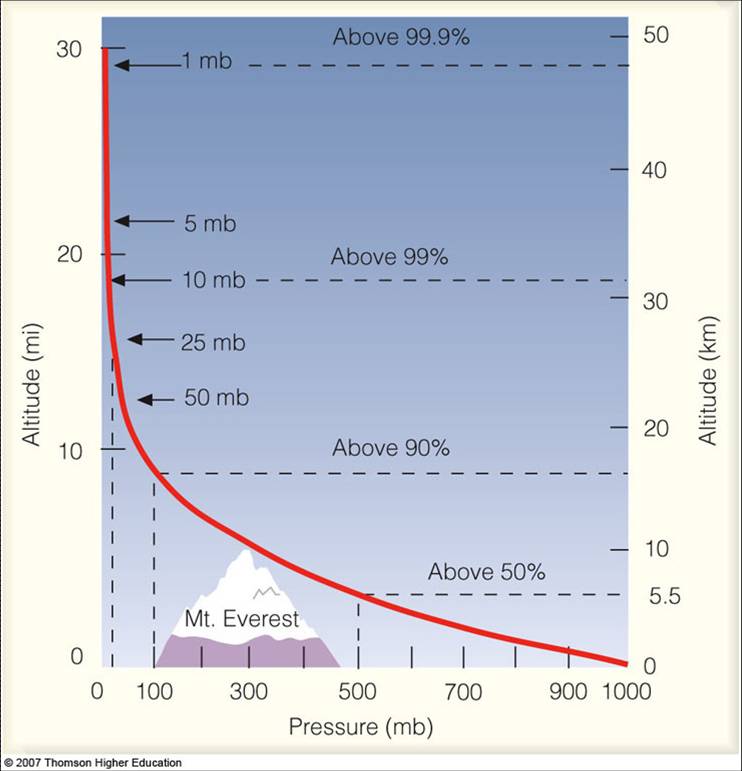 Above 99.9%
30
50
1 mb
40
5 mb
20
Above 99%
10 mb
30
25 mb
50 mb
Altitude (mi)
Altitude (km)
20
10
Above 90%
10
Above 50%
5.5
Mt. Everest
0
0
0 100 300 500 700 900 1000
Pressure (mb)
© 2007 Thomson Higher Education